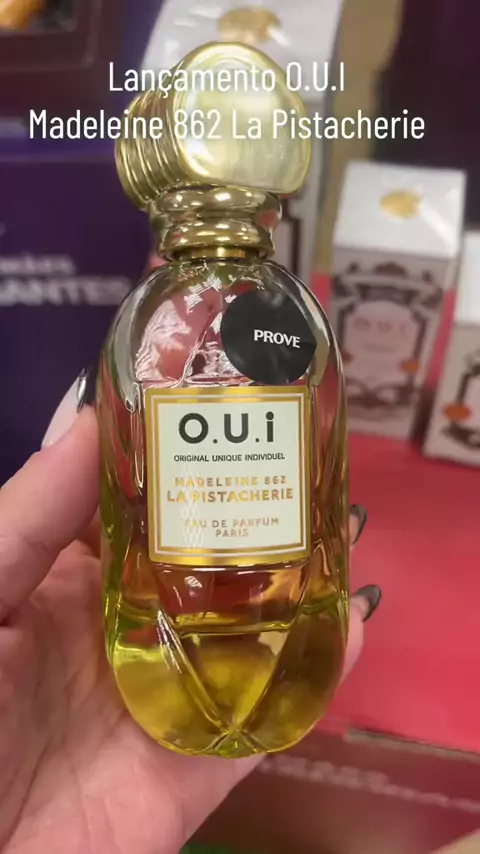 Lançamento O.U.I
Madeleine 862 La Pistacherie
PROVE
O.U.i
ORIGINAL UNIQUE INDIVIDUEL
MADELEINE 862
LA PISTACHERIE
EAU DE PARFUM
PARIS
O.U.i